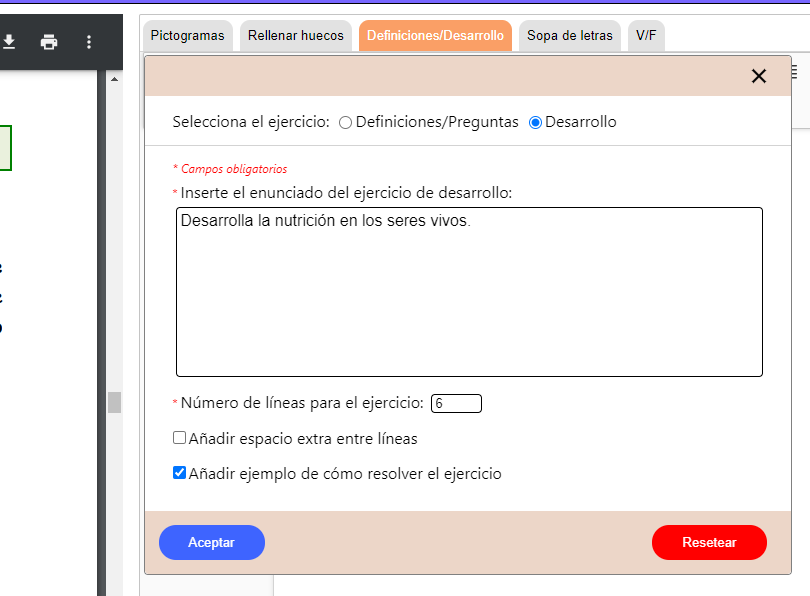 Pictogramas Rellenar huecos Definiciones/Desarrollo Sopa de letras V/F
Selecciona el ejercicio: Definiciones/Preguntas Desarrollo
* Campos obligatorios
* Inserte el enunciado del ejercicio de desarrollo:
Desarrolla la nutrición en los seres vivos.
* Número de líneas para el ejercicio: 6
Añadir espacio extra entre líneas
Añadir ejemplo de cómo resolver el ejercicio
Aceptar Resetear